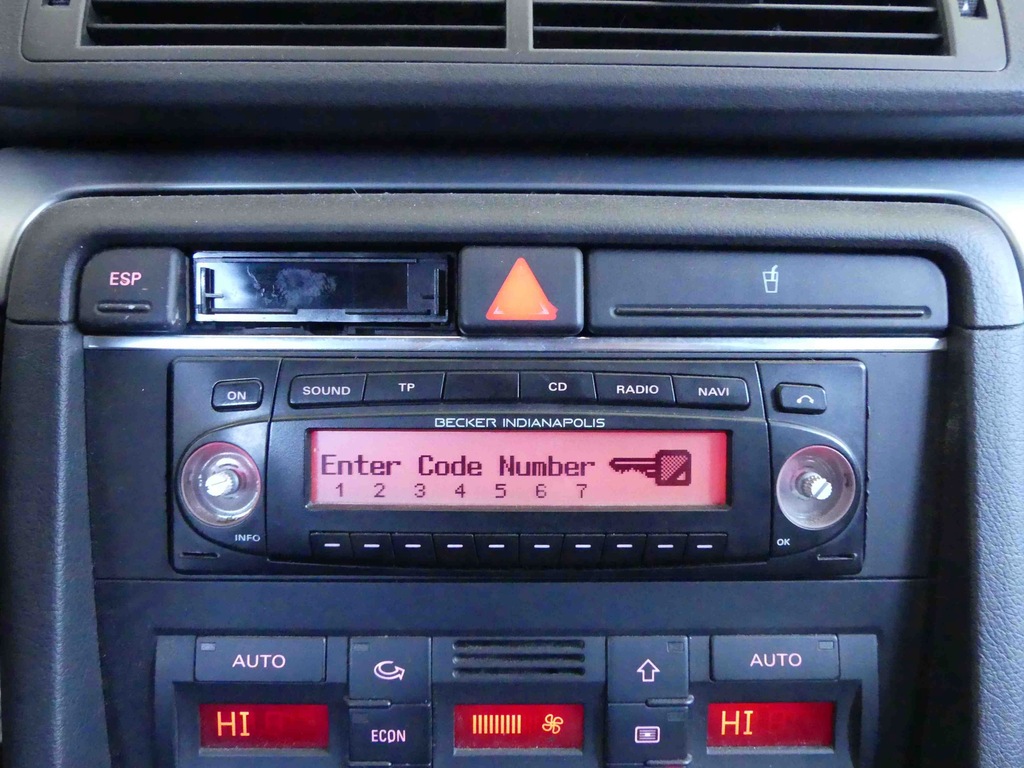 ESP
ON SOUND TP CD RADIO NAVI
BECKER INDIANAPOLIS
Enter Code Number
1 2 3 4 5 6 7
INFO OK
AUTO AUTO
HI ECON HI